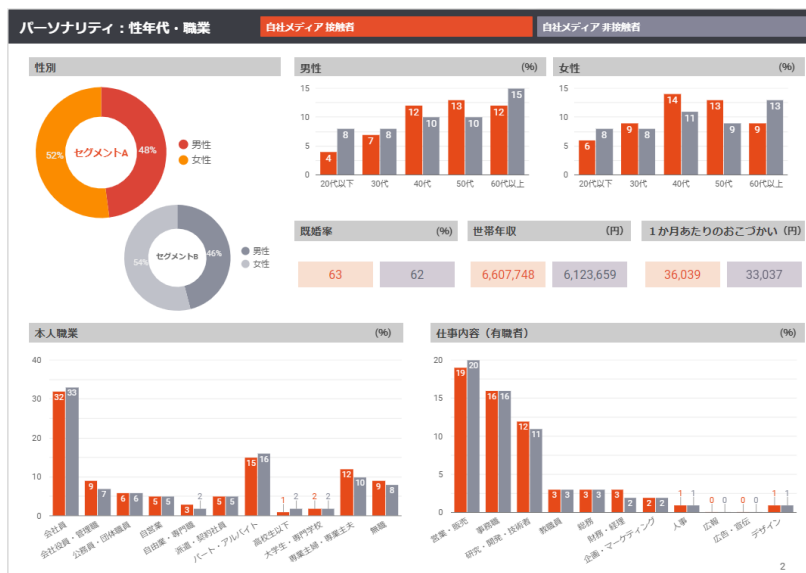 パーソナリティ：性年代・職業
自社メディア 接触者
自社メディア 非接触者
性別
セグメントA
52%
48%
男性
女性
セグメントB
54%
46%
男性
女性
男性 (%)
15
10
5
0
4 8 7 8 12 10 13 10 12 15
20代以下 30代 40代 50代 60代以上
女性 (%)
15
10
5
0
6 8 9 8 14 11 13 9 9 13
20代以下 30代 40代 50代 60代以上
既婚率 (%)
63 62
世帯年収 (円)
6,607,748 6,123,659
１か月あたりのおこづかい (円)
36,039 33,037
本人職業 (%)
40
30
20
10
0
32 33 9 7 6 6 5 5 3 2 5 5 15 16 1 2 2 2 12 10 9 8
会社員
会社役員・管理職
公務員・団体職員
自営業
自由業・専門職
派遣・契約社員
パート・アルバイト
高校生以下
大学生・専門学校
専業主婦・専業主夫
無職
仕事内容（有職者） (%)
20
15
10
5
0
19 20 16 16 12 11 3 3 3 3 3 2 2 2 1 1 0 0 0 0 1 1
営業・販売
事務職
研究・開発・技術者
教職員
総務
財務・経理
企画・マーケティング
人事
広報
広告・宣伝
デザイン
2